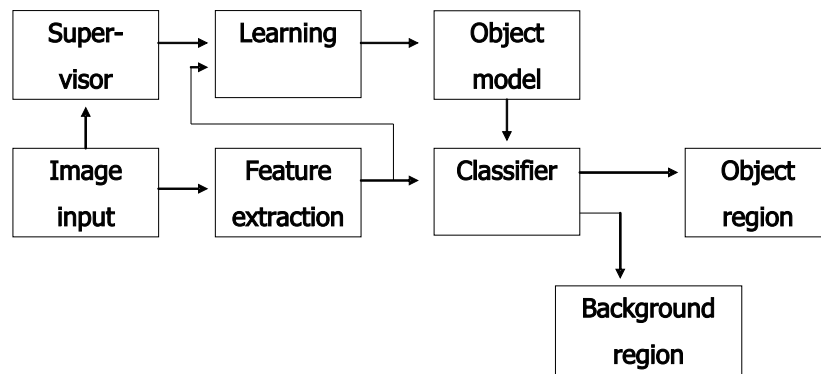 Super-
visor
Learning
Object
model
Image
input
Feature
extraction
Classifier
Object
region
Background
region